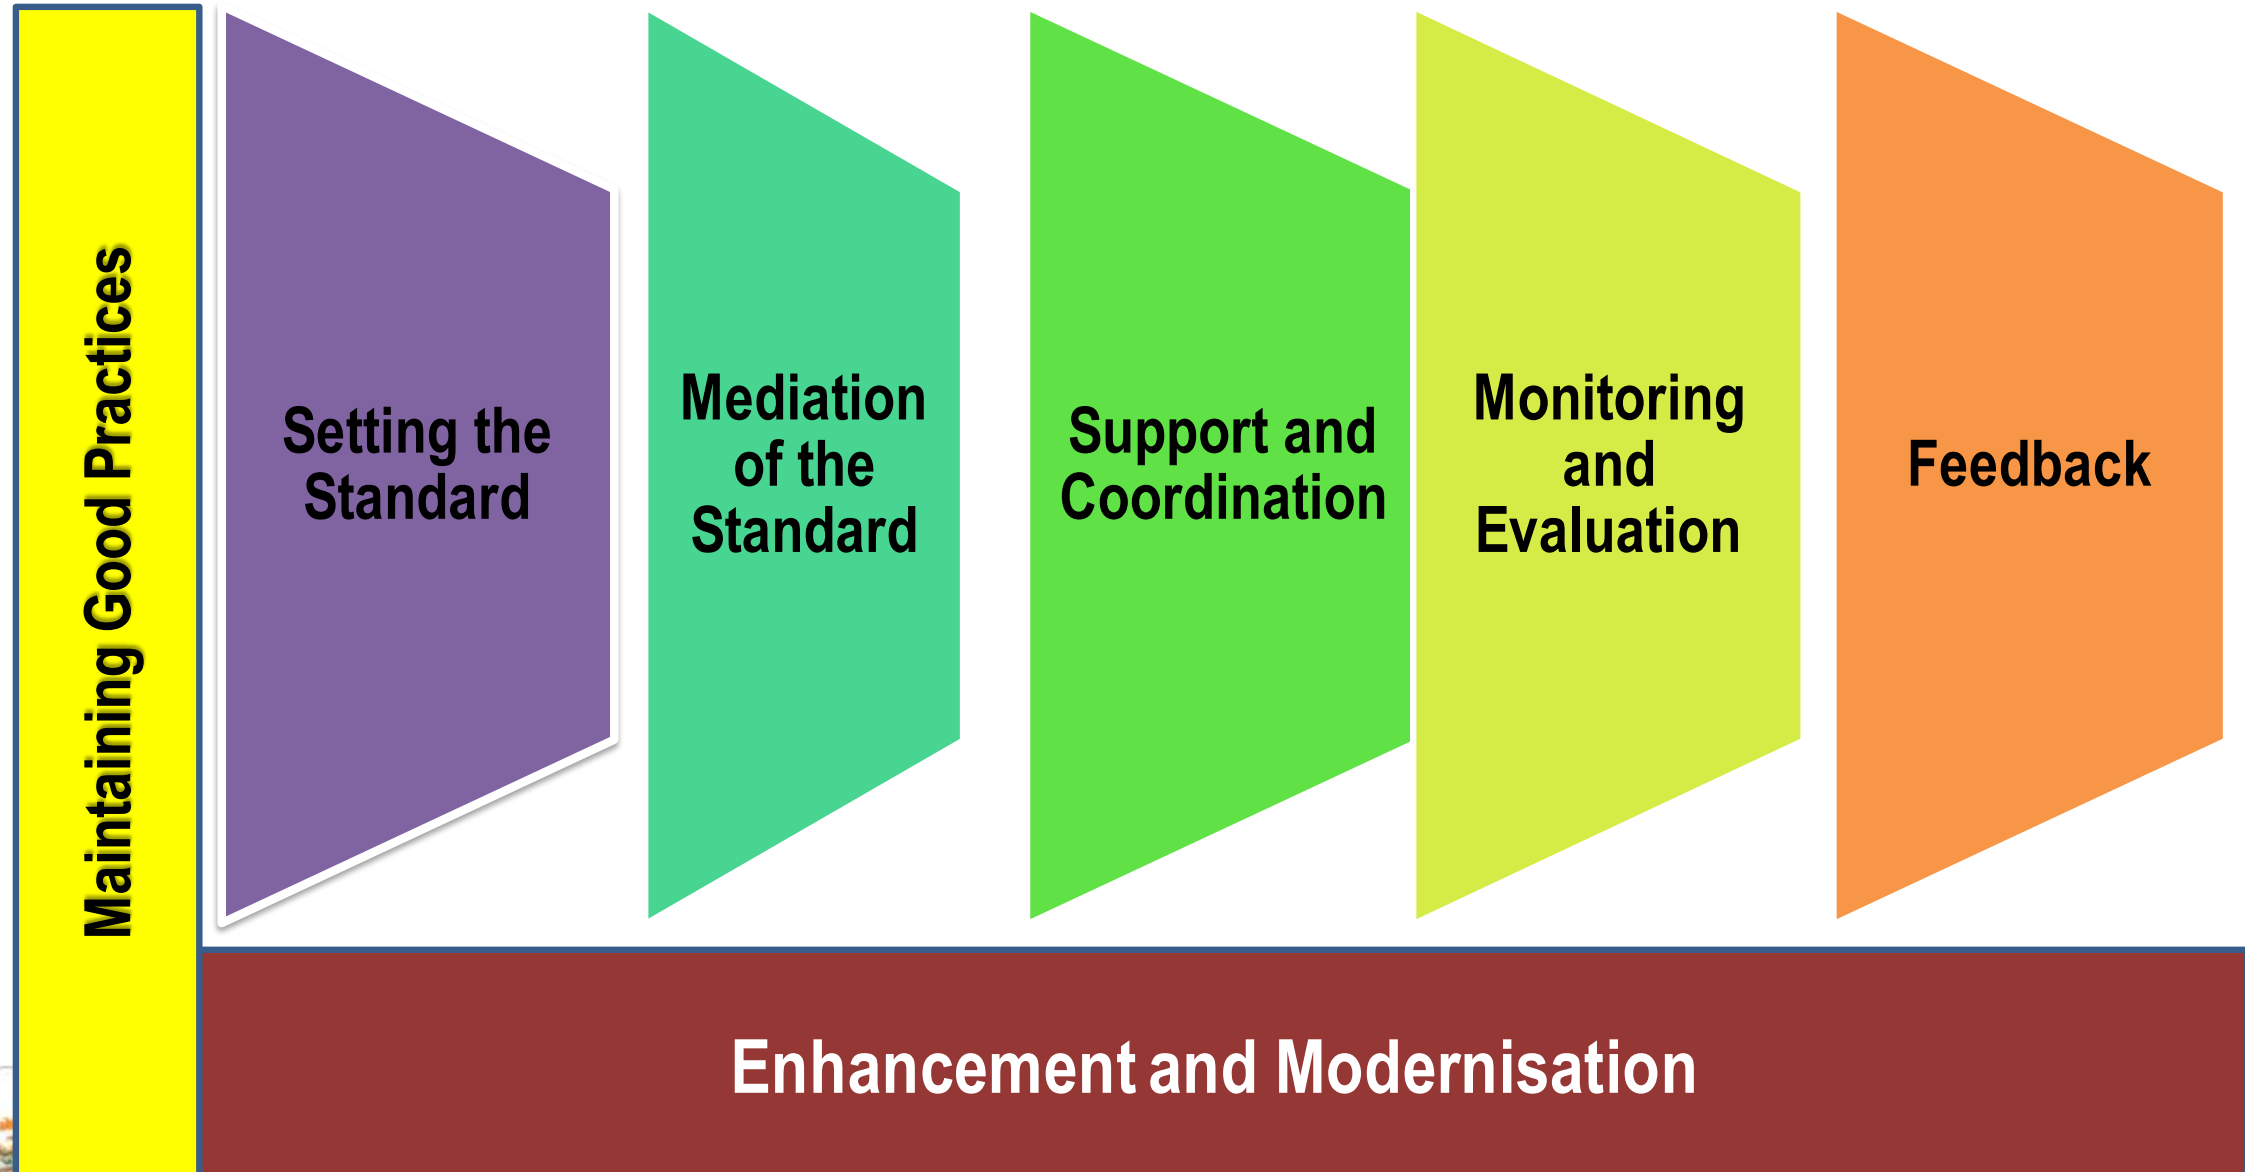 Maintaining Good Practices
Setting the
Standard
Mediation
of the
Standard
Support and
Coordination
Monitoring
and
Evaluation
Feedback
Enhancement and Modernisation